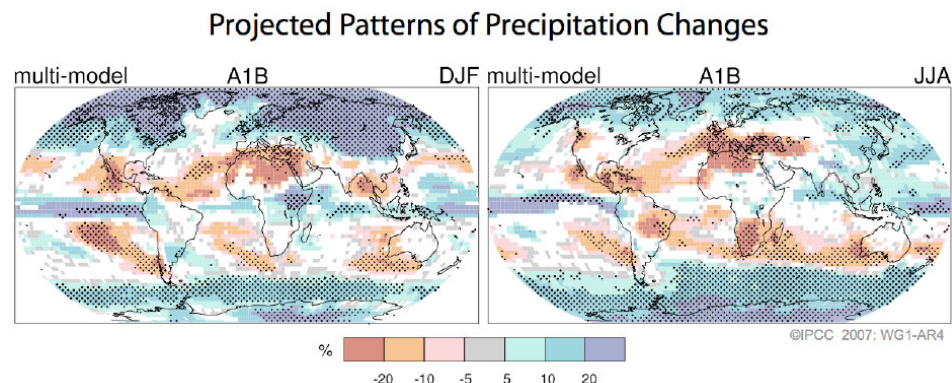 Projected Patterns of Precipitation Changes
multi-model A1B DJF multi-model A1B JJA
©IPCC 2007: WG1-AR4
%
-20 -10 -5 5 10 20